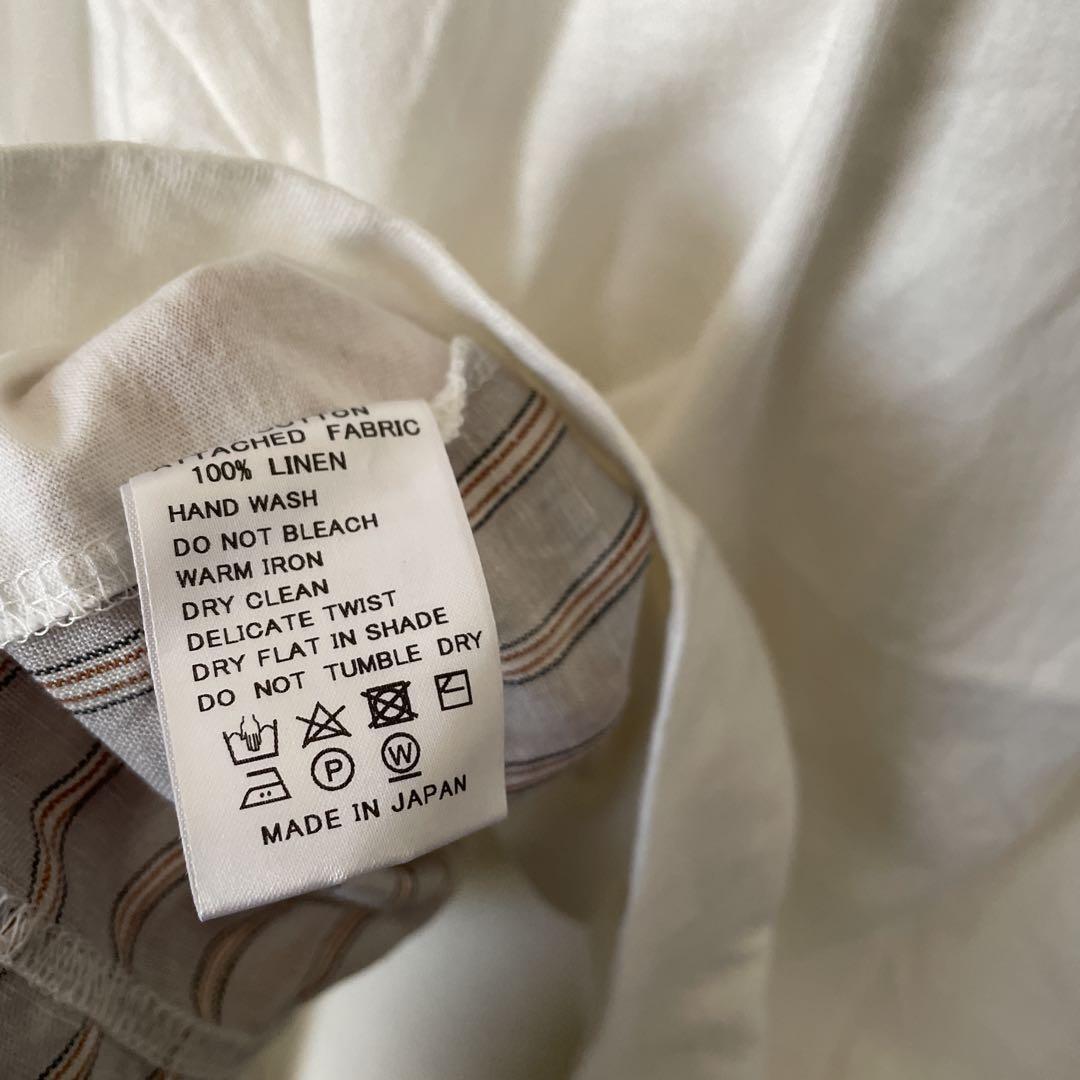 ATTACHED FABRIC
100% LINEN
HAND WASH
DO NOT BLEACH
WARM IRON
DRY CLEAN
DELICATE TWIST
DRY FLAT IN SHADE
DO NOT TUMBLE DRY
P W
MADE IN JAPAN